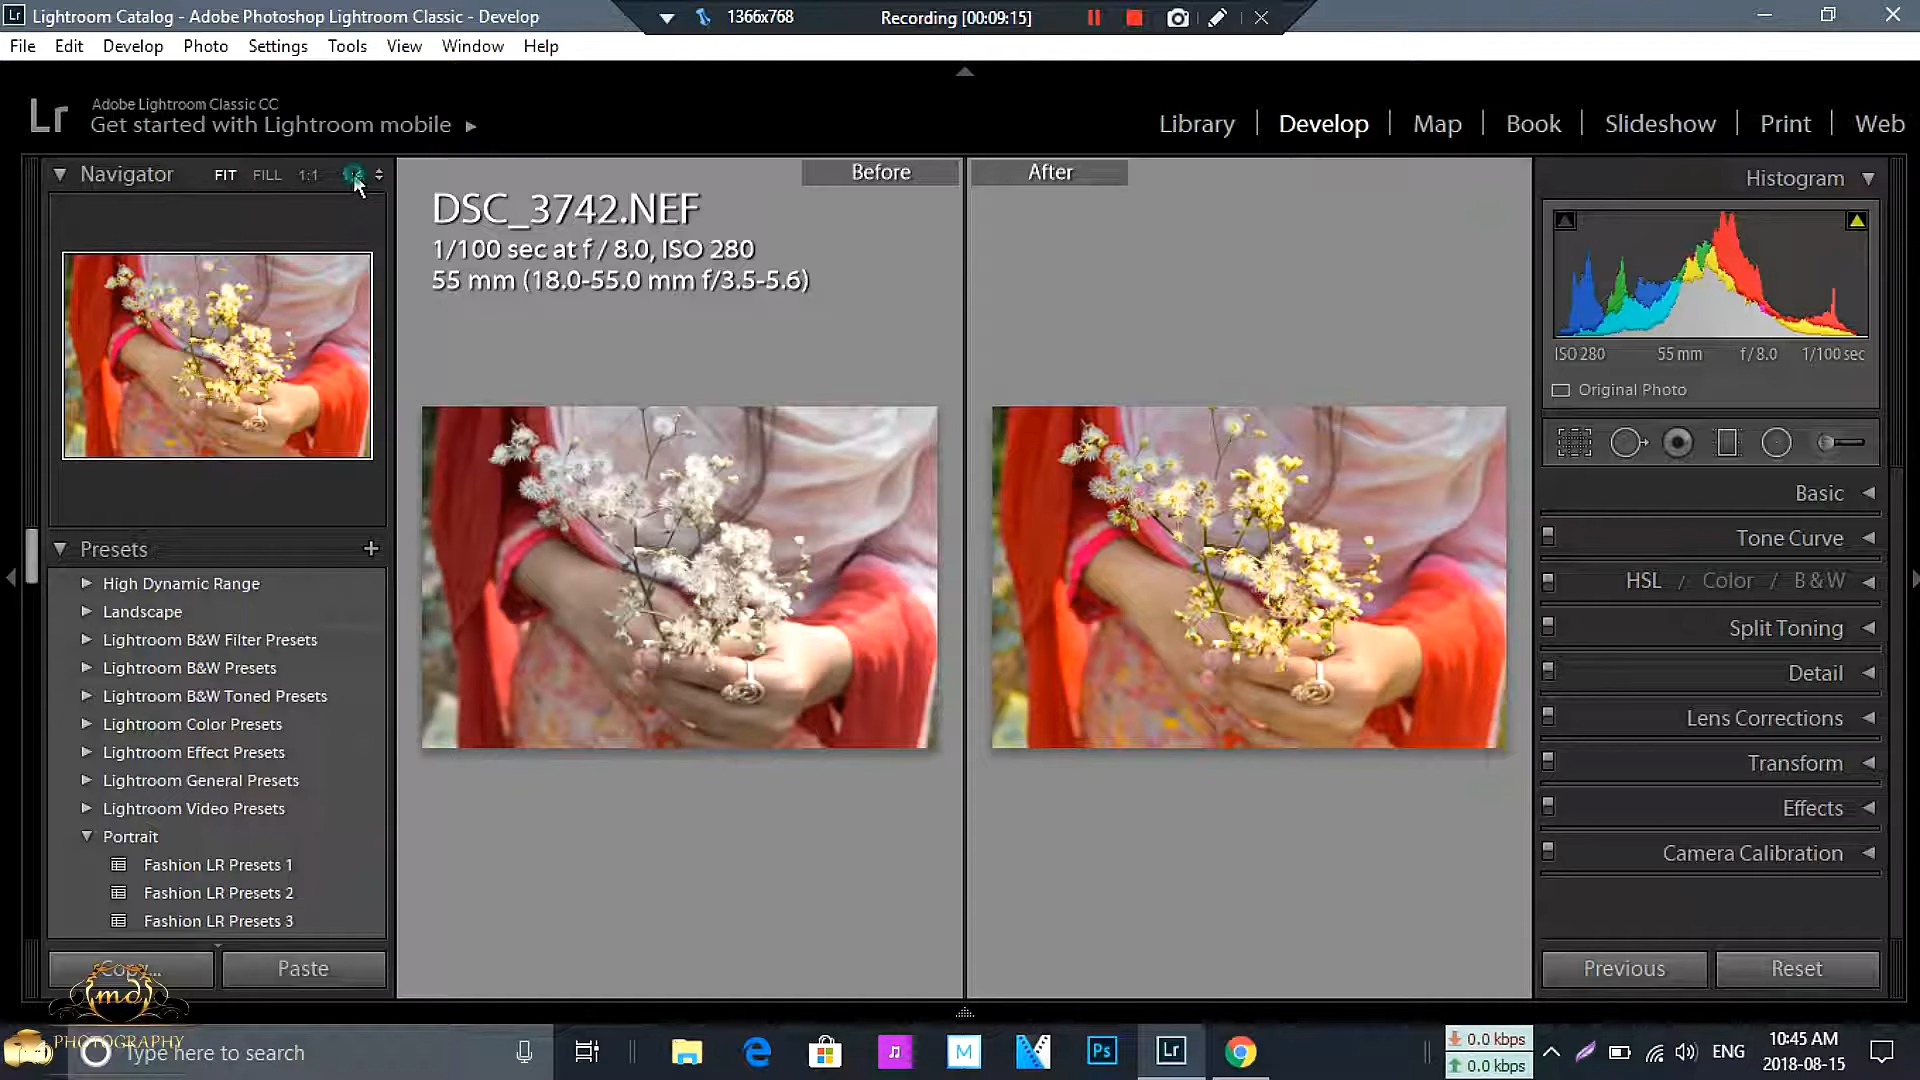 Lightroom Catalog - Adobe Photoshop Lightroom Classic - Develop
1366x768
Recording [00:09:15]
File Edit Develop Photo Settings Tools View Window Help
Lr
Adobe Lightroom Classic CC
Get started with Lightroom mobile
Library Develop Map Book Slideshow Print Web
Navigator FIT FILL 1:1
Before
After
DSC_3742.NEF
1/100 sec at f / 8.0, ISO 280
55 mm (18.0-55.0 mm f/3.5-5.6)
Histogram
ISO 280 55 mm f / 8.0 1/100 sec
Original Photo
Basic
Tone Curve
HSL / Color / B & W
Split Toning
Detail
Lens Corrections
Transform
Effects
Camera Calibration
Previous Reset
Presets
High Dynamic Range
Landscape
Lightroom B&W Filter Presets
Lightroom B&W Presets
Lightroom B&W Toned Presets
Lightroom Color Presets
Lightroom Effect Presets
Lightroom General Presets
Lightroom Video Presets
Portrait
Fashion LR Presets 1
Fashion LR Presets 2
Fashion LR Presets 3
Copy... Paste
md
PHOTOGRAPHY
Type here to search
M
Ps
Lr
0.0 kbps
0.0 kbps
ENG
10:45 AM
2018-08-15